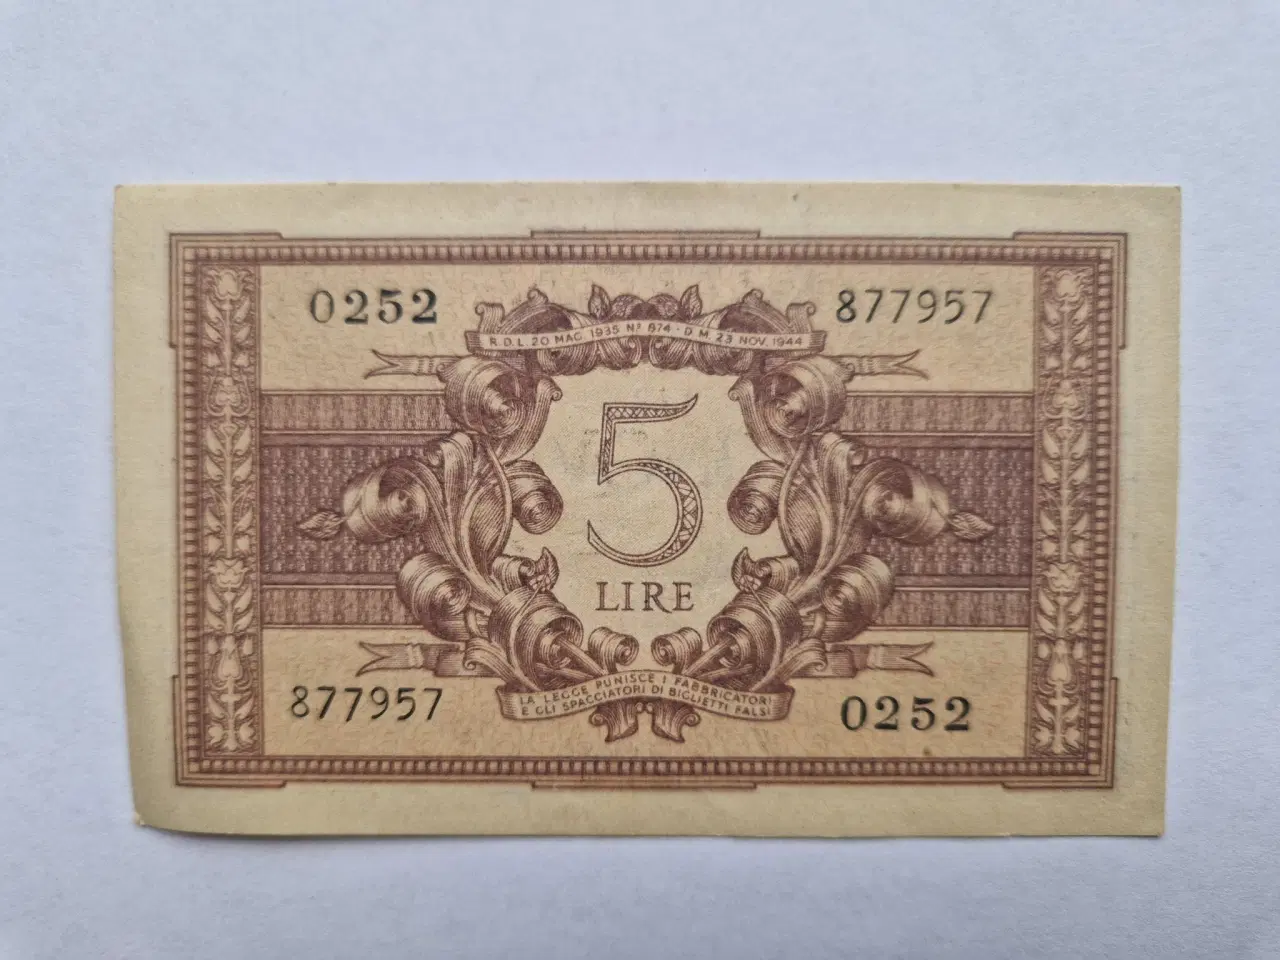 0252
877957
R.D.L. 20 MAG. 1935 Nº 874 · D.M. 23 NOV. 1944
5
LIRE
877957
0252
LA LEGGE PUNISCE I FABBRICATORI
E GLI SPACCIATORI DI BIGLIETTI FALSI